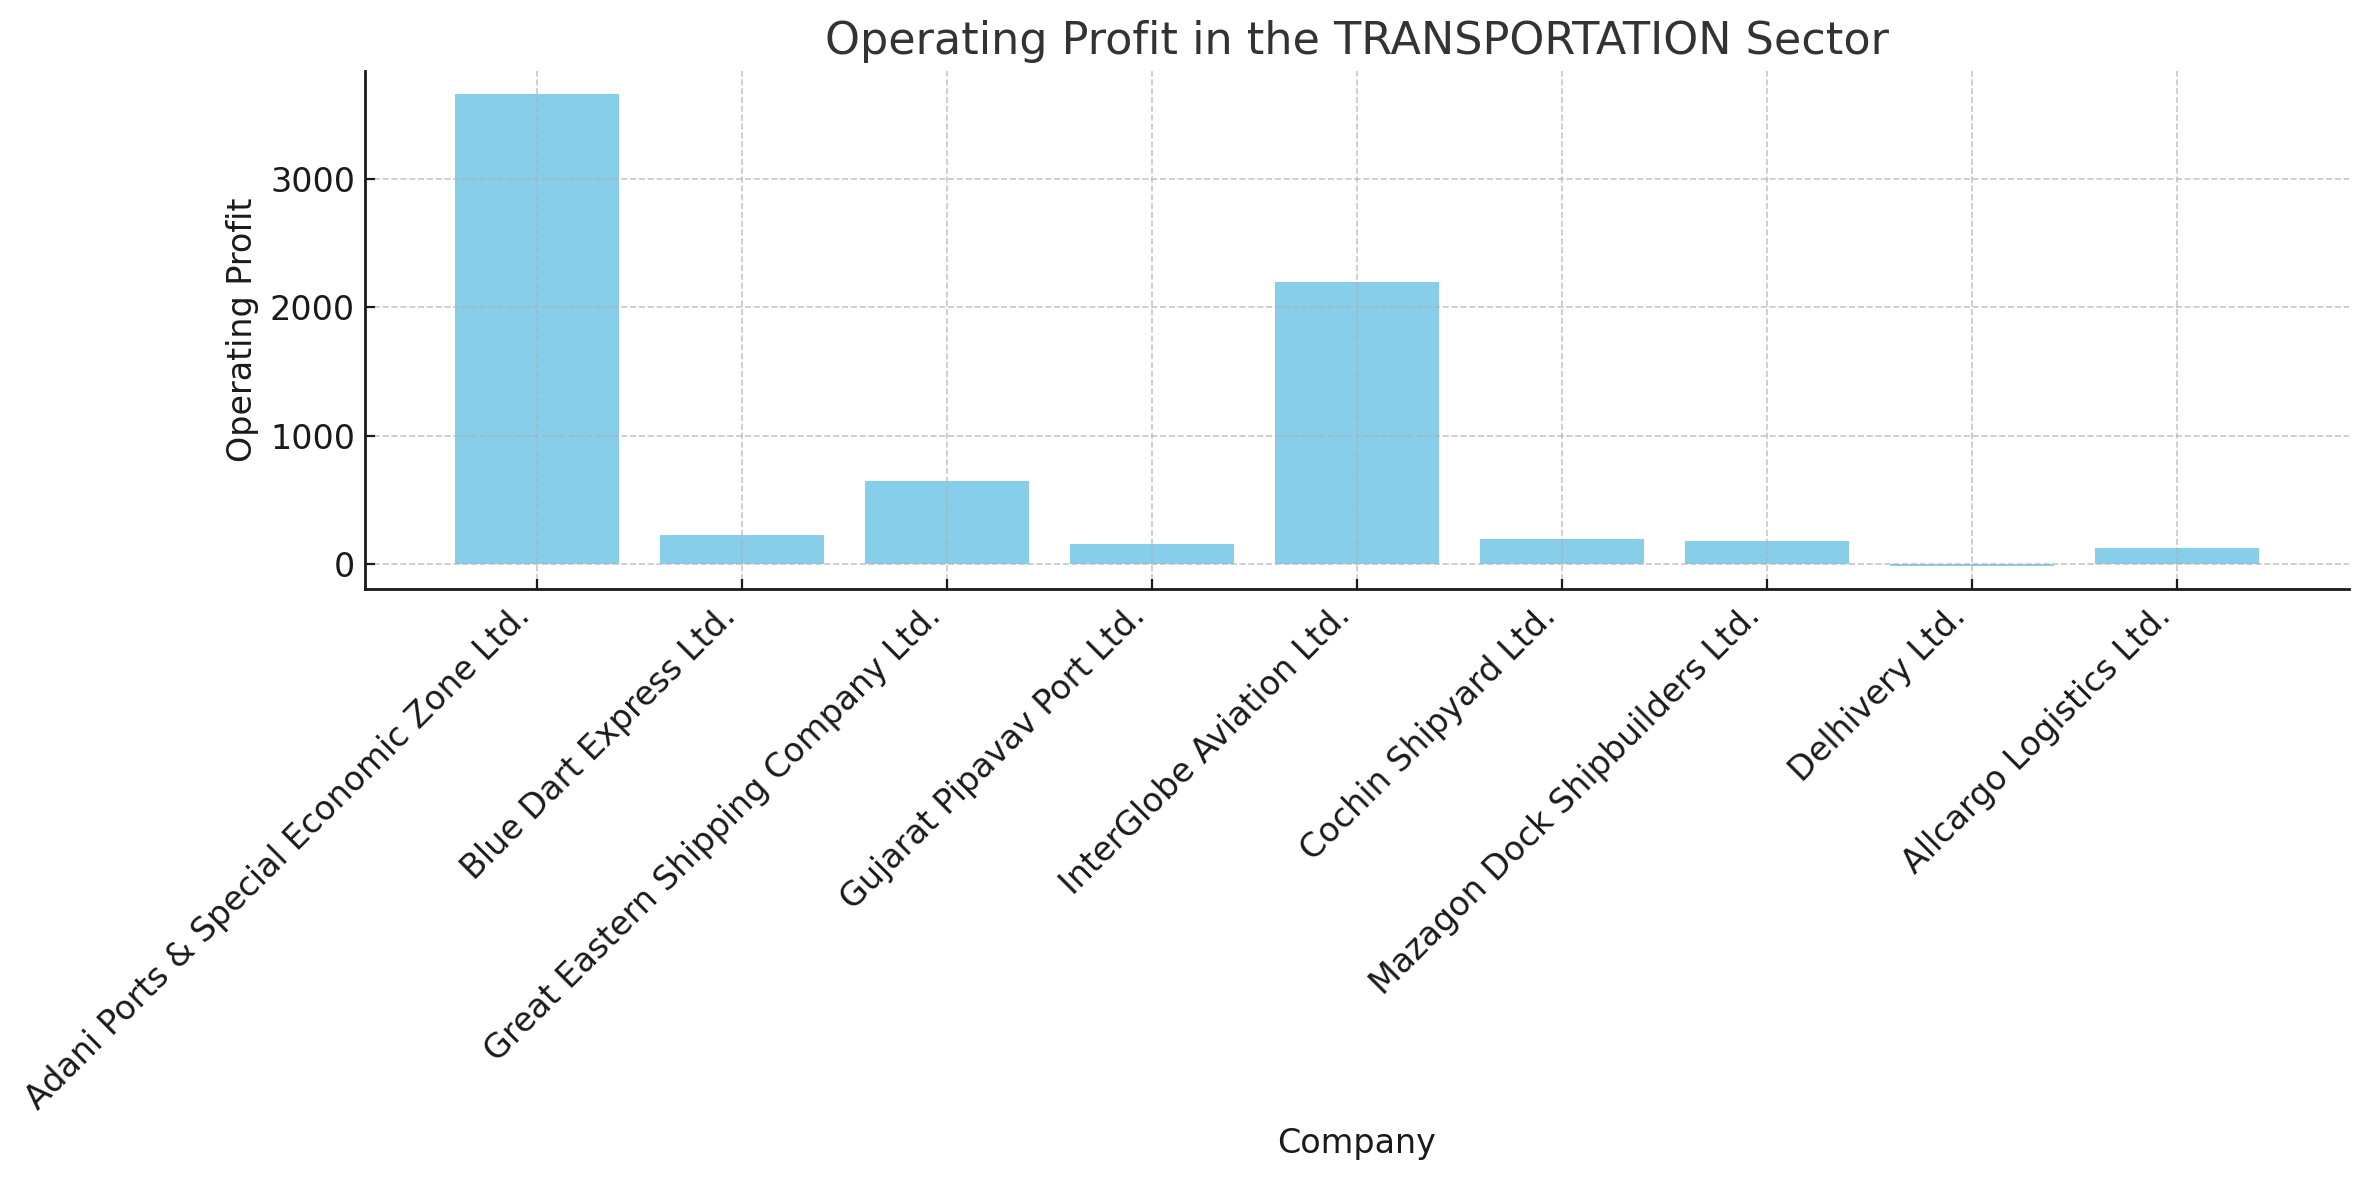 Operating Profit in the TRANSPORTATION Sector
Operating Profit
3000
2000
1000
0
Adani Ports & Special Economic Zone Ltd.
Blue Dart Express Ltd.
Great Eastern Shipping Company Ltd.
Gujarat Pipavav Port Ltd.
InterGlobe Aviation Ltd.
Cochin Shipyard Ltd.
Mazagon Dock Shipbuilders Ltd.
Delhivery Ltd.
Allcargo Logistics Ltd.
Company